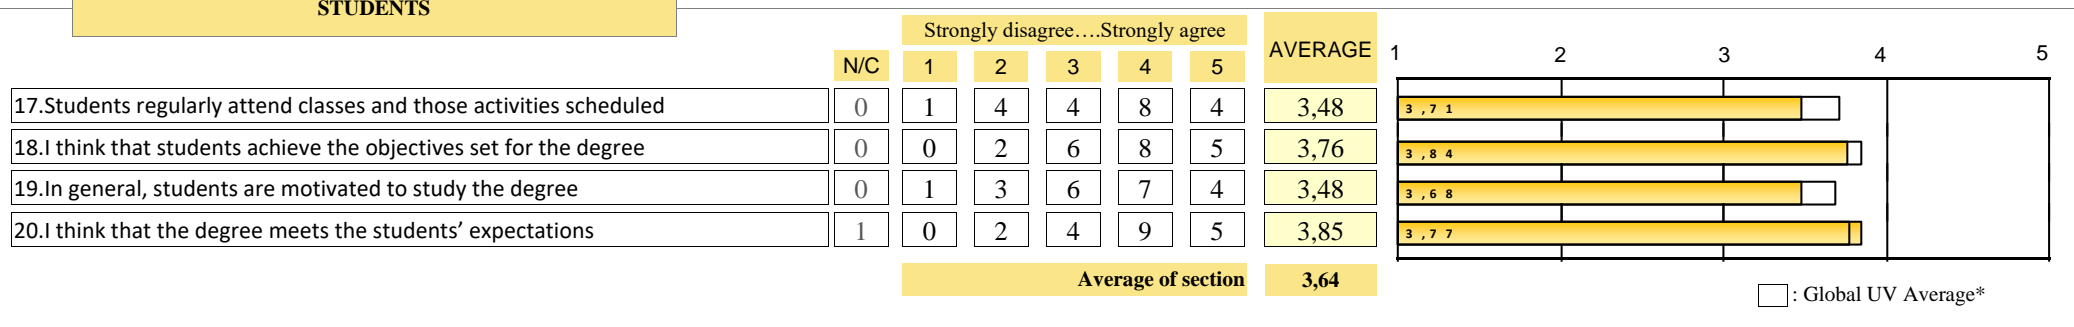 STUDENTS
Strongly disagree….Strongly agree
AVERAGE
N/C 1 2 3 4 5
1 2 3 4 5
17.Students regularly attend classes and those activities scheduled 0 1 4 4 8 4 3,48 3,71
18.I think that students achieve the objectives set for the degree 0 0 2 6 8 5 3,76 3,84
19.In general, students are motivated to study the degree 0 1 3 6 7 4 3,48 3,68
20.I think that the degree meets the students’ expectations 1 0 2 4 9 5 3,85 3,77
Average of section 3,64
: Global UV Average*